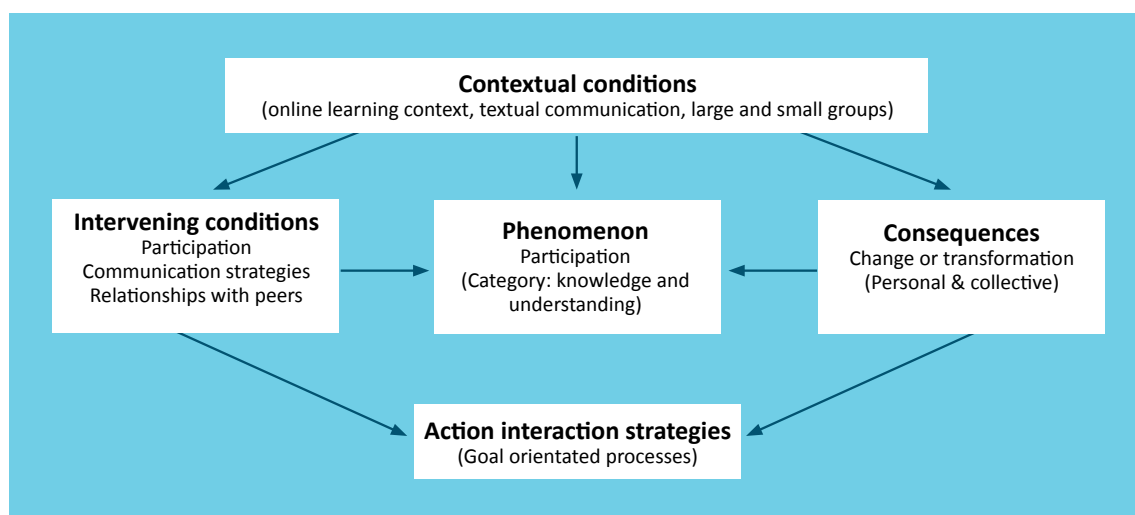 Contextual conditions
(online learning context, textual communication, large and small groups)
Intervening conditions
Participation
Communication strategies
Relationships with peers
Phenomenon
Participation
(Category: knowledge and
understanding)
Consequences
Change or transformation
(Personal & collective)
Action interaction strategies
(Goal orientated processes)